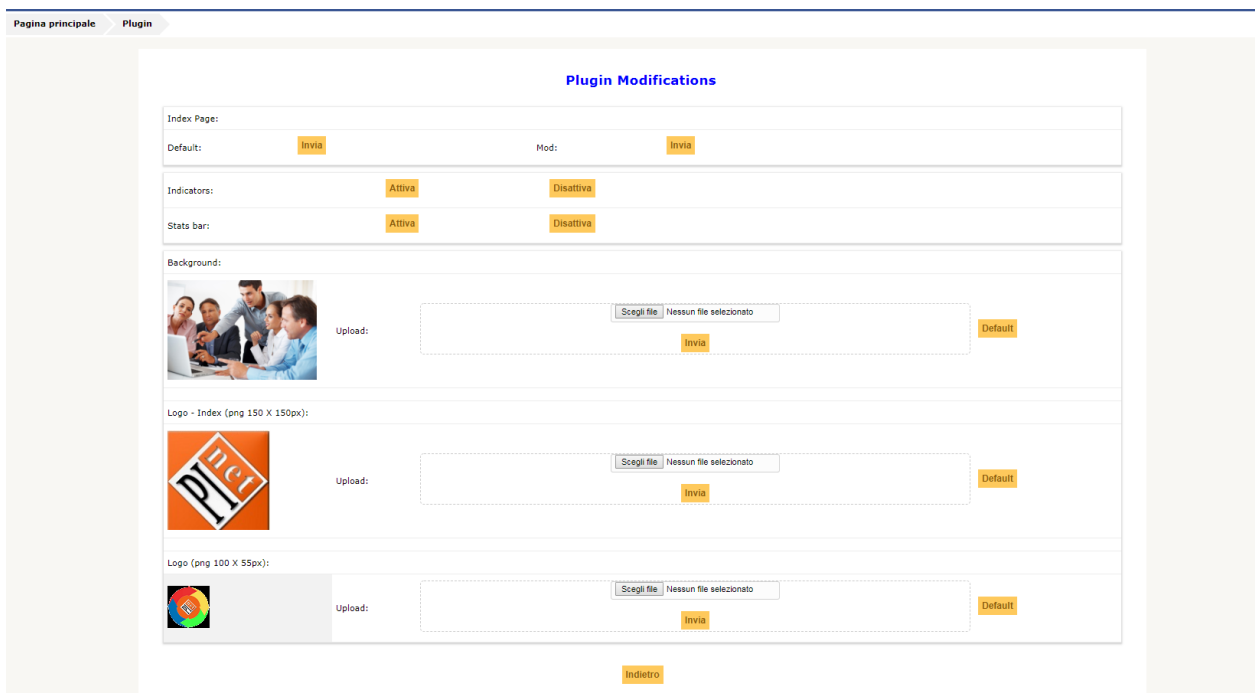 Pagina principale Plugin
Plugin Modifications
Index Page:
Default: Invia Mod: Invia
Indicators: Attiva Disattiva
Stats bar: Attiva Disattiva
Background:
Scegli file Nessun file selezionato
Upload: Invia Default
Logo - Index (png 150 X 150px):
PI net
Scegli file Nessun file selezionato
Upload: Invia Default
Logo (png 100 X 55px):
Scegli file Nessun file selezionato
Upload: Invia Default
Indietro